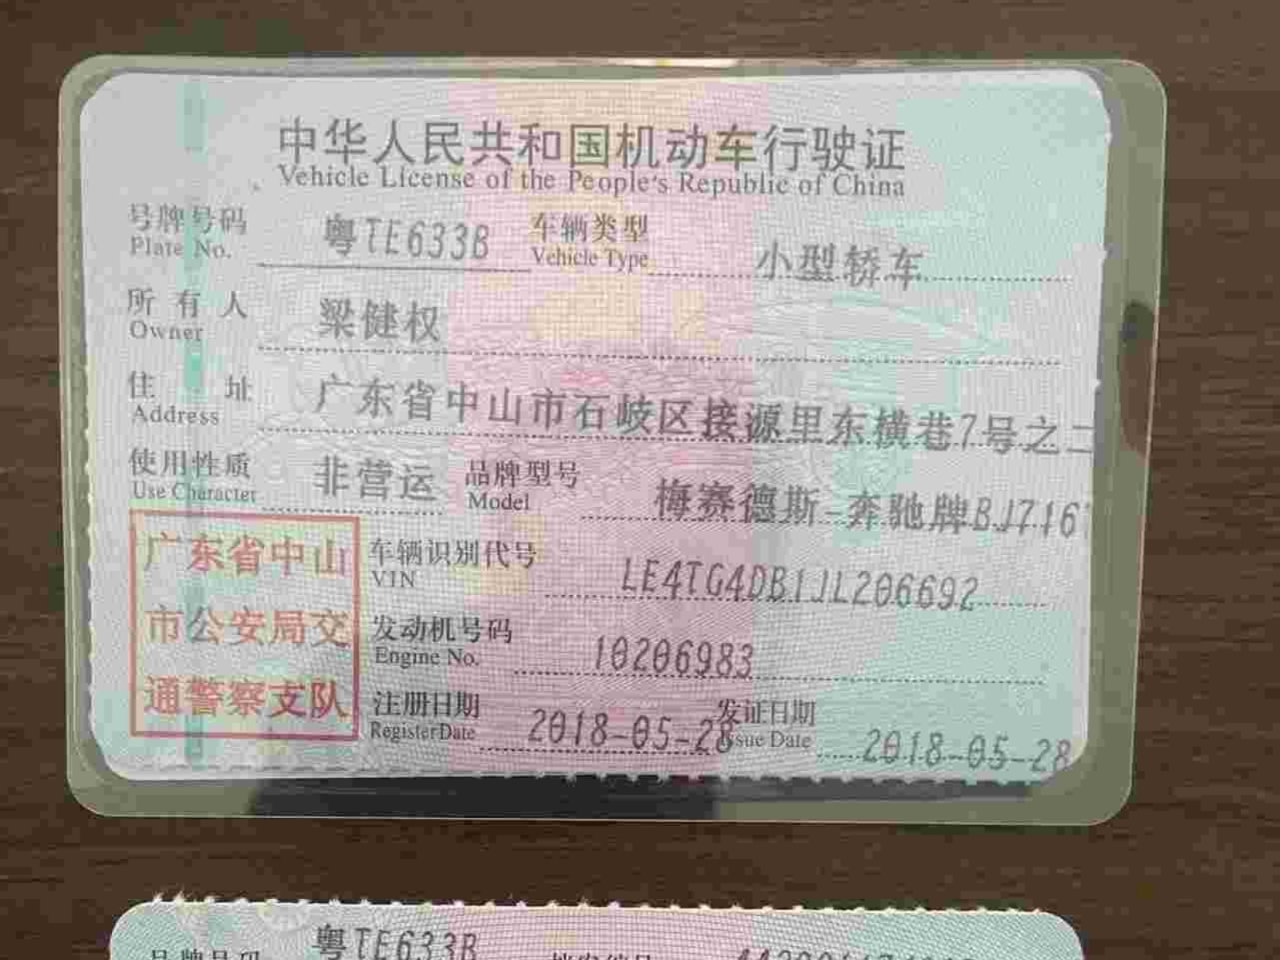 中华人民共和国机动车行驶证
Vehicle License of the People's Republic of China
号牌号码 粤TE633B 车辆类型 小型轿车
Plate No. Vehicle Type
所有人 梁健权
Owner
住址 广东省中山市石岐区接源里东横巷7号之二
Address
使用性质 非营运 品牌型号 梅赛德斯-奔驰牌BJ716
Use Character Model
广东省中山
市公安局交
通警察支队
车辆识别代号 LE4TG4DB1JL206692
VIN
发动机号码 10206983
Engine No.
注册日期 2018-05-28 发证日期 2018-05-28
Register Date Issue Date
号牌号码 粤TE633B